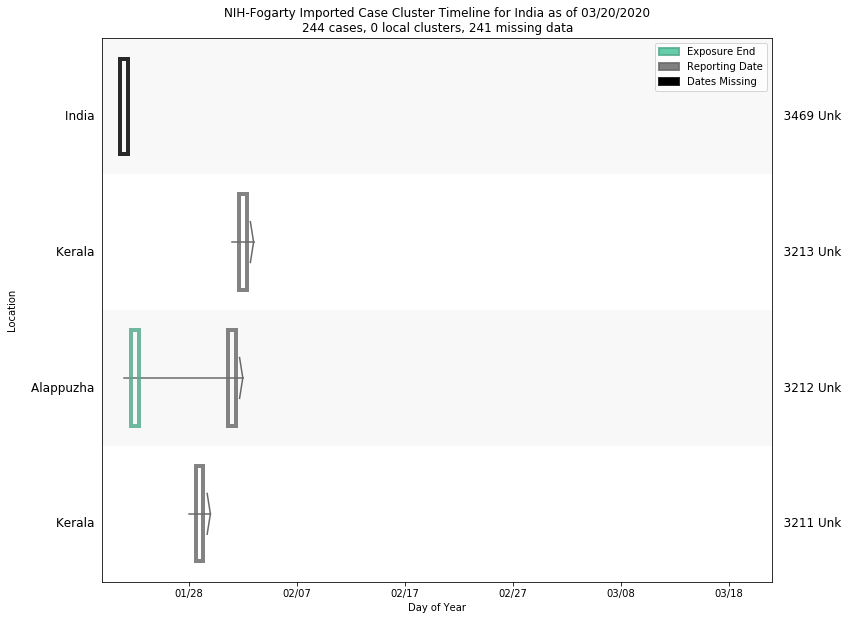 NIH-Fogarty Imported Case Cluster Timeline for India as of 03/20/2020
244 cases, 0 local clusters, 241 missing data
Exposure End
Reporting Date
Dates Missing
India
3469 Unk
Kerala
3213 Unk
Location
Alappuzha
3212 Unk
Kerala
3211 Unk
01/28
02/07
02/17
02/27
03/08
03/18
Day of Year